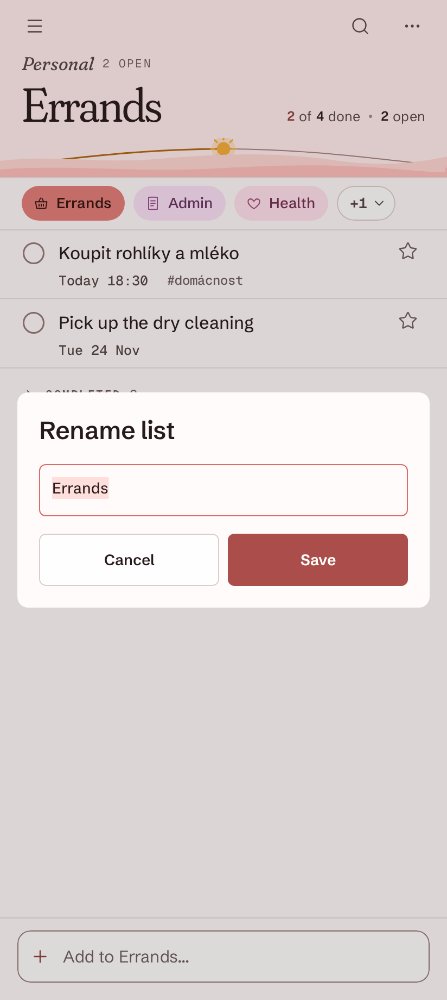 Personal 2 OPEN
Errands
2 of 4 done • 2 open
Errands
Admin
Health
+1
Koupit rohlíky a mléko
Today 18:30 #domácnost
Pick up the dry cleaning
Tue 24 Nov
Rename list
Errands
Cancel
Save
+ Add to Errands...